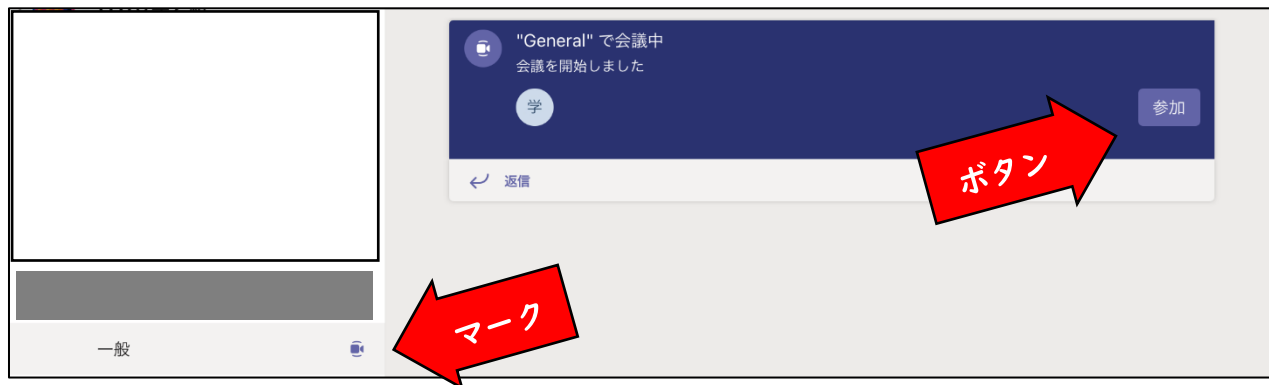 "General" で会議中
会議を開始しました
学
参加
ボタン
返信
マーク
一般